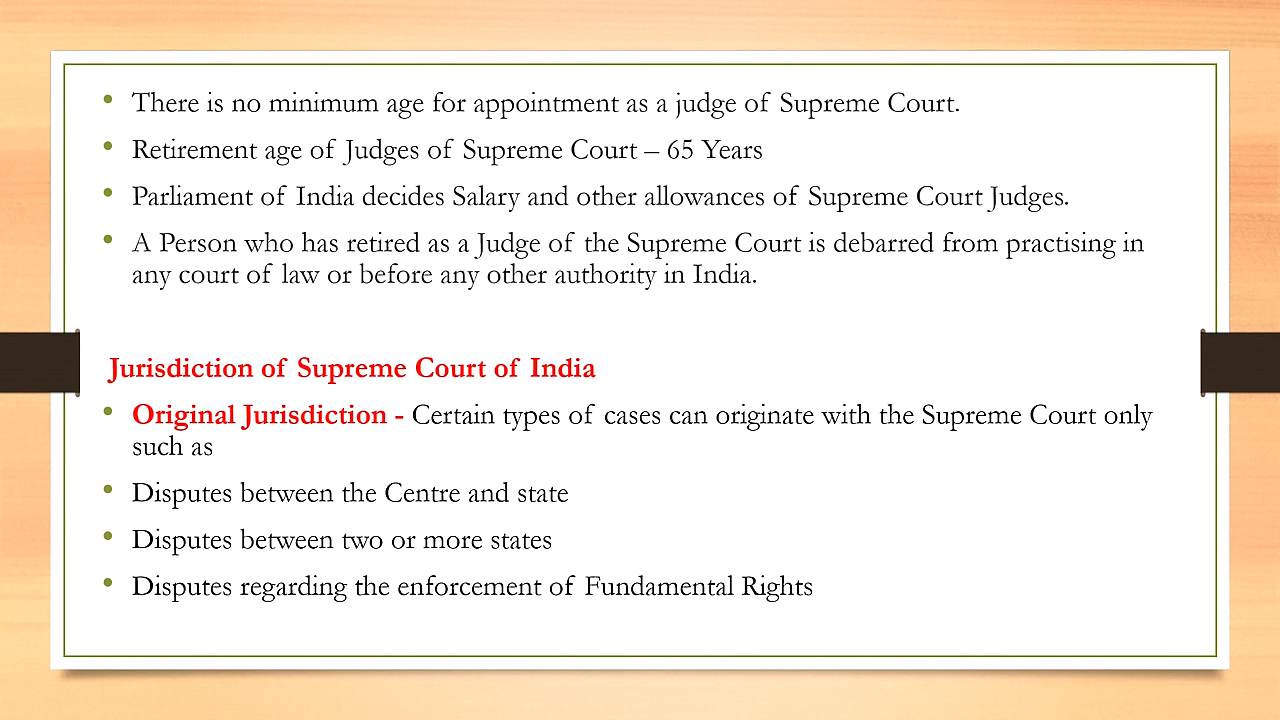 • There is no minimum age for appointment as a judge of Supreme Court.
• Retirement age of Judges of Supreme Court – 65 Years
• Parliament of India decides Salary and other allowances of Supreme Court Judges.
• A Person who has retired as a Judge of the Supreme Court is debarred from practising in
any court of law or before any other authority in India.
Jurisdiction of Supreme Court of India
• Original Jurisdiction - Certain types of cases can originate with the Supreme Court only
such as
• Disputes between the Centre and state
• Disputes between two or more states
• Disputes regarding the enforcement of Fundamental Rights